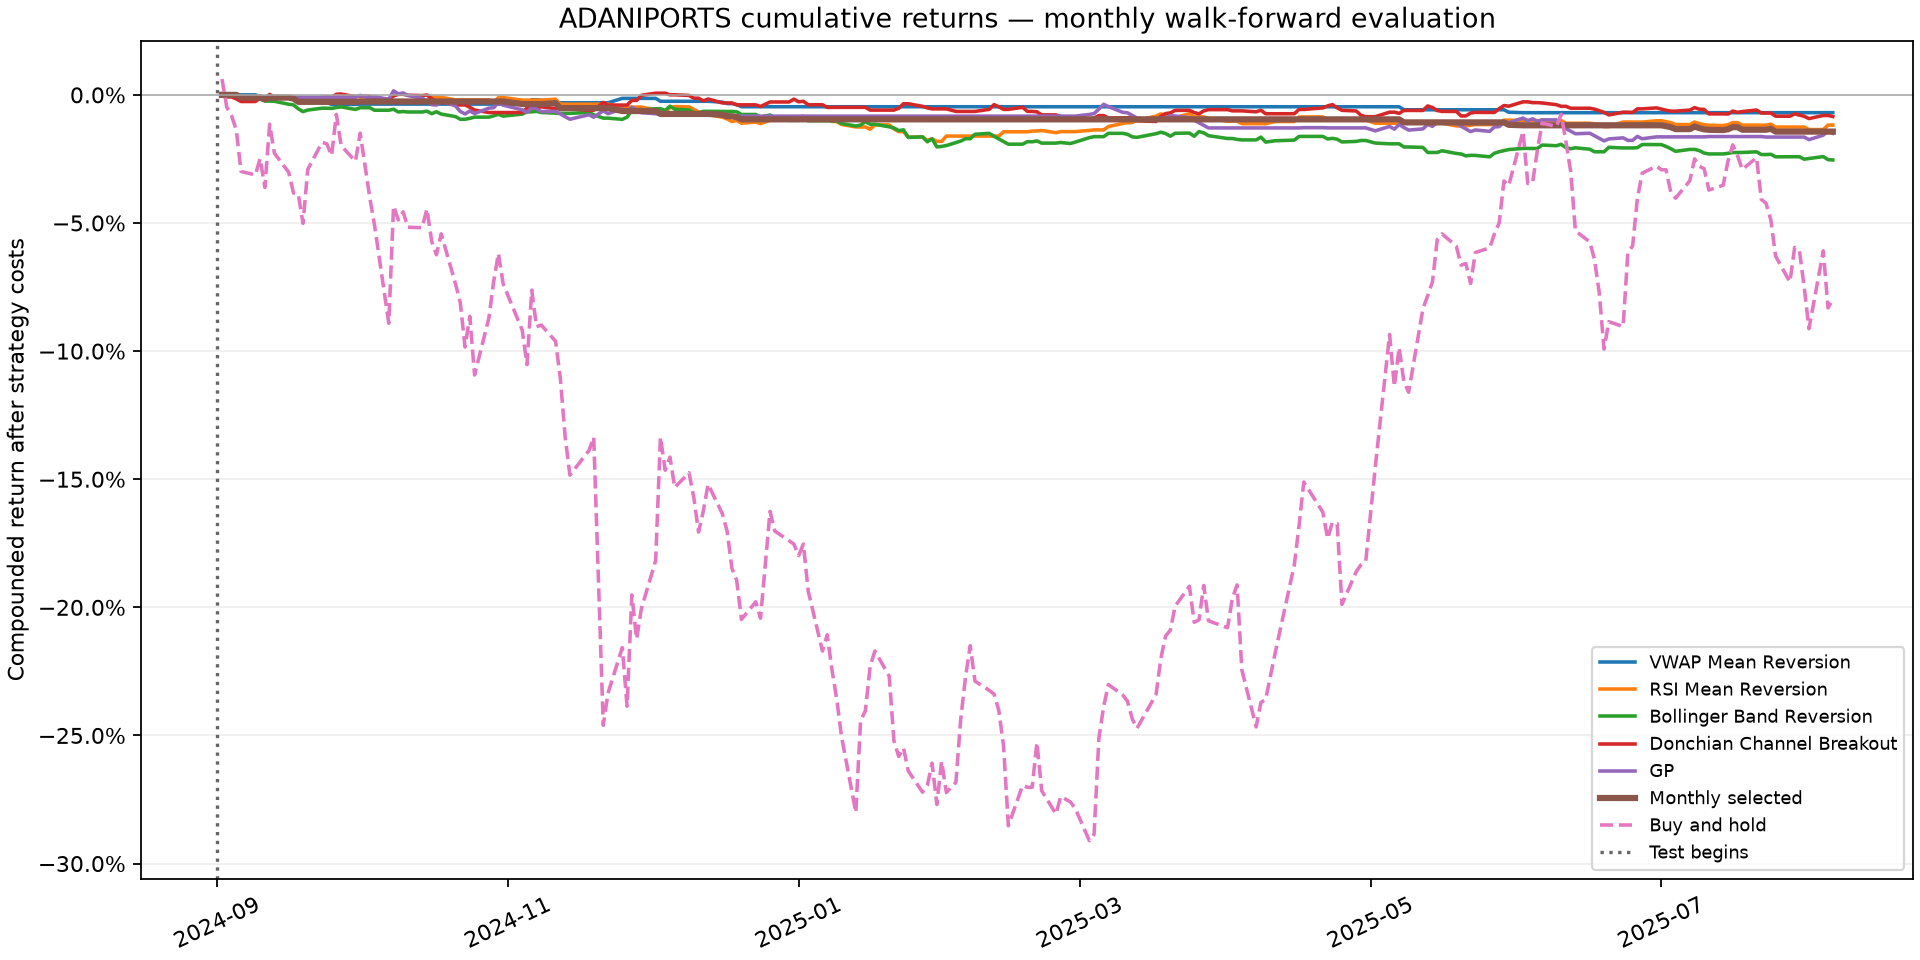 ADANIPORTS cumulative returns — monthly walk-forward evaluation
Compounded return after strategy costs
0.0%
−5.0%
−10.0%
−15.0%
−20.0%
−25.0%
−30.0%
2024-09
2024-11
2025-01
2025-03
2025-05
2025-07
VWAP Mean Reversion
RSI Mean Reversion
Bollinger Band Reversion
Donchian Channel Breakout
GP
Monthly selected
Buy and hold
Test begins